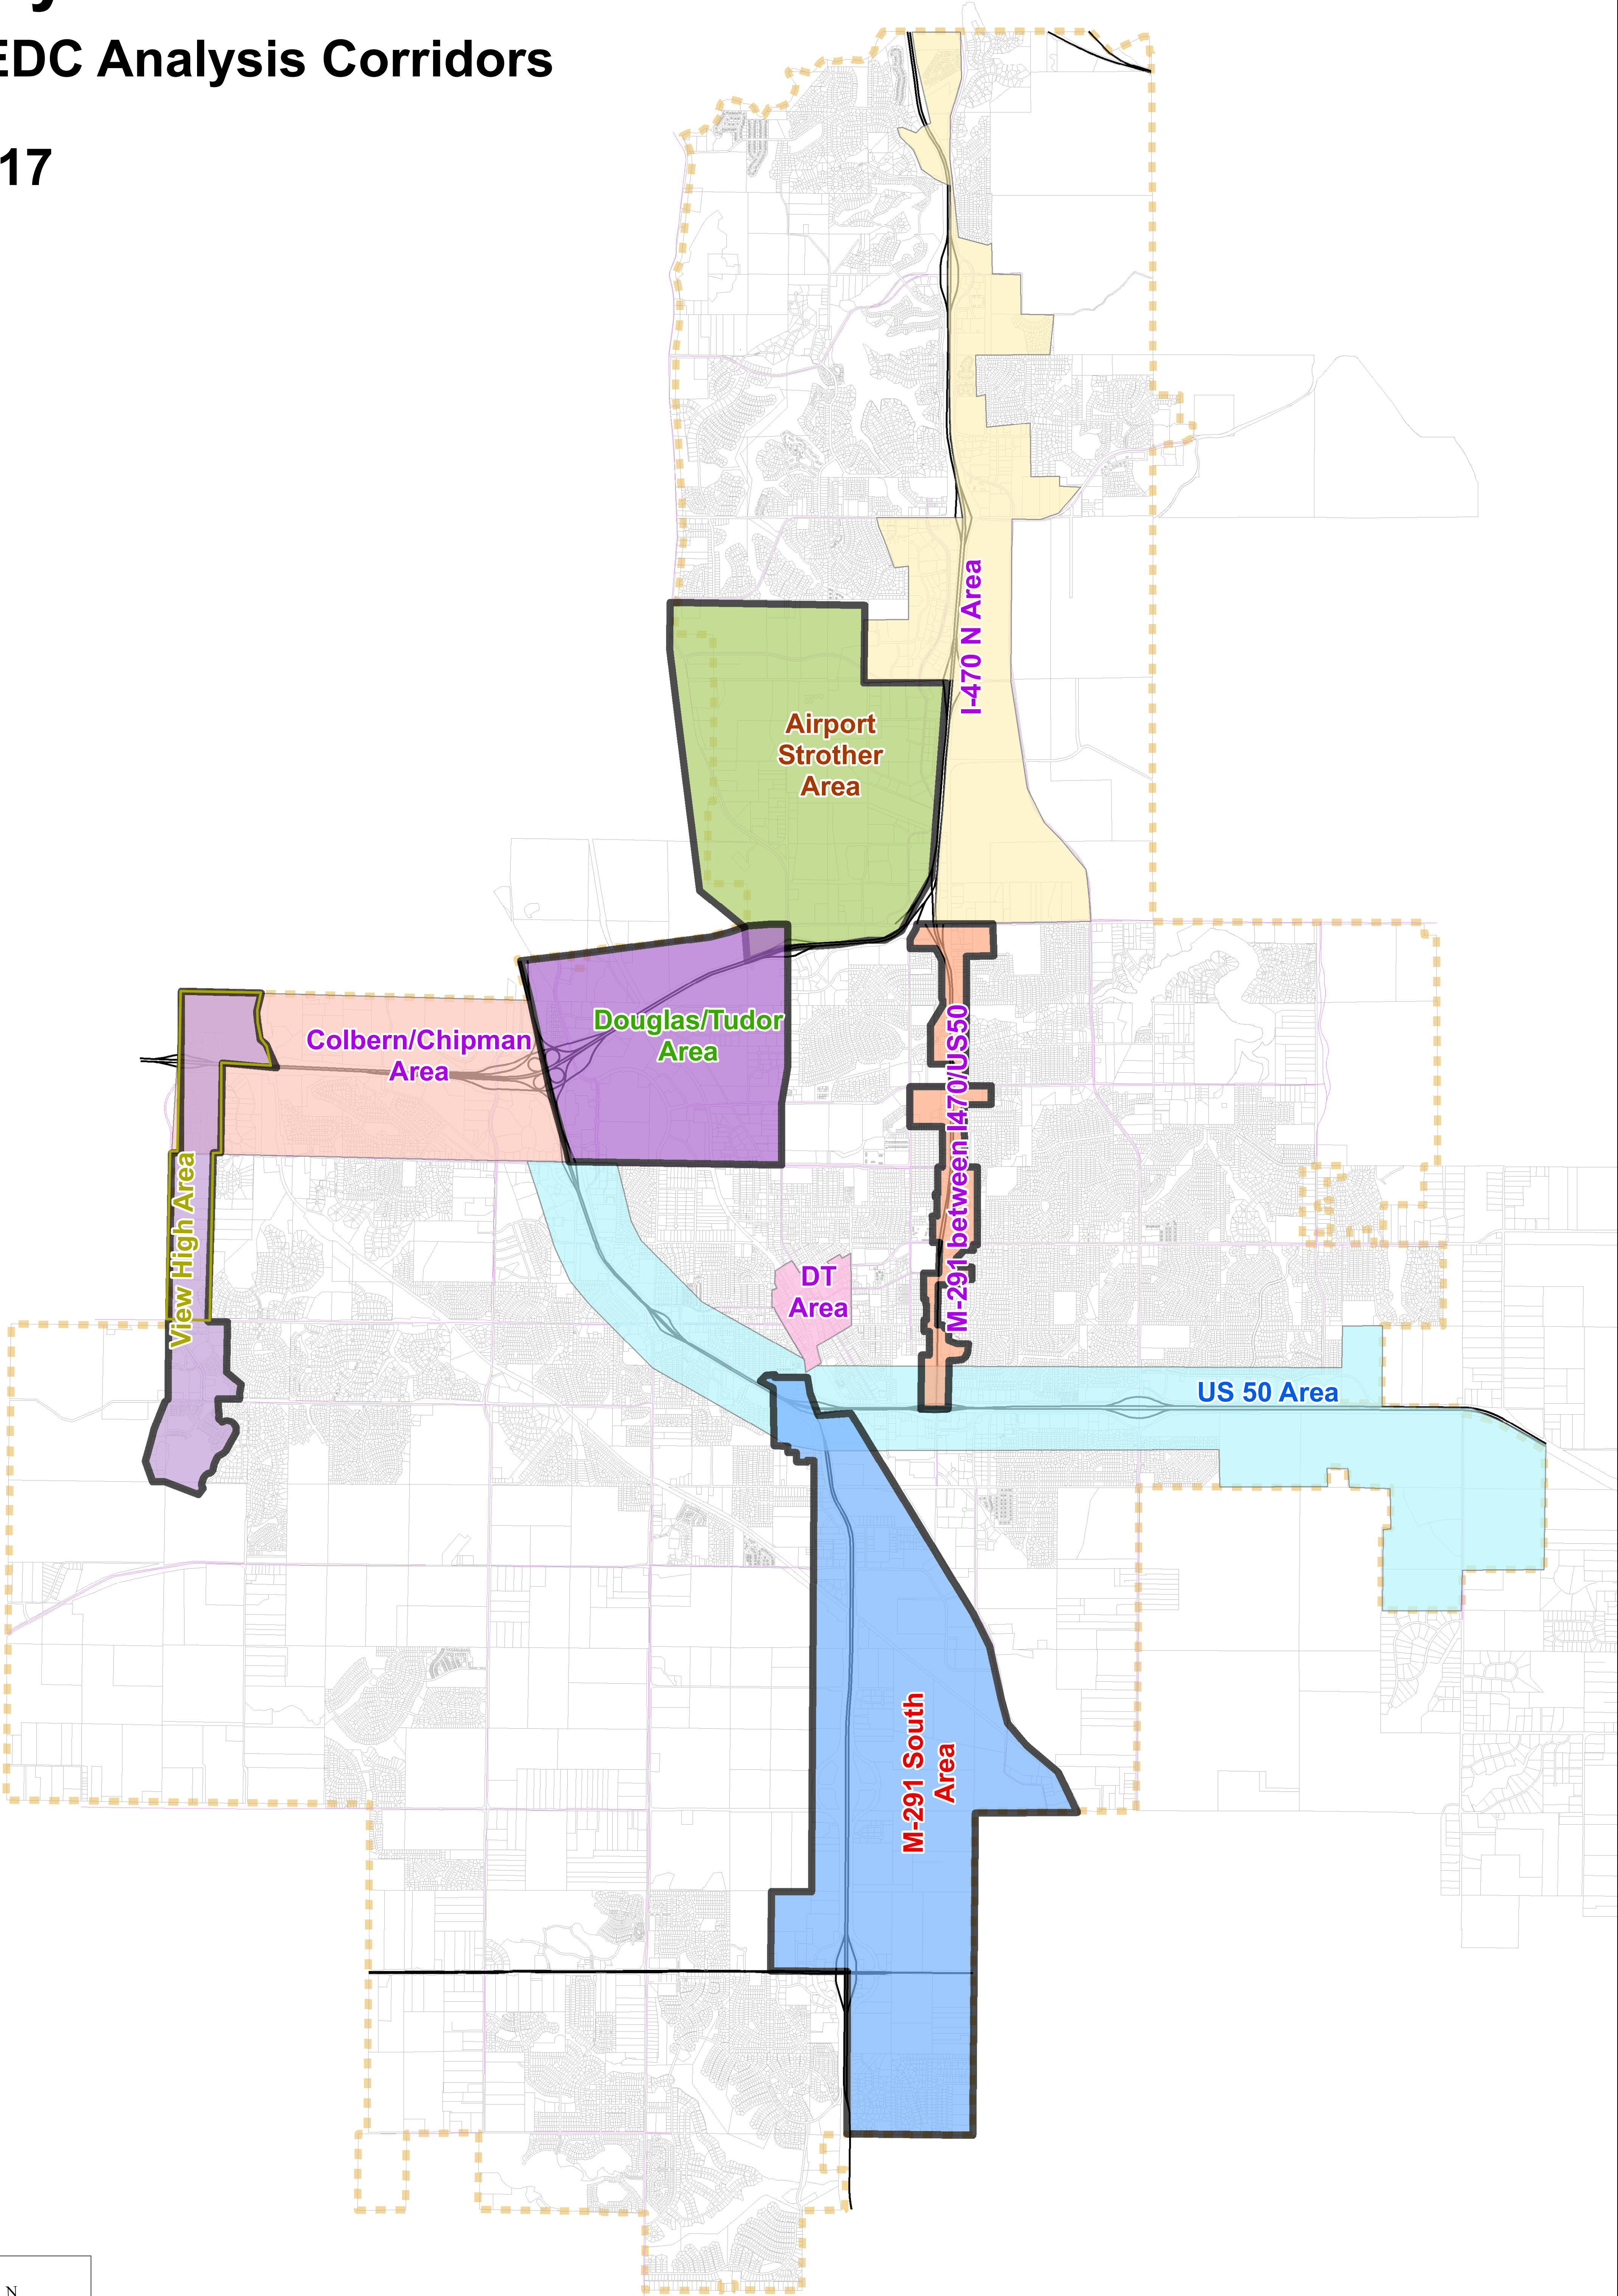 y
EDC Analysis Corridors
17
I-470 N Area
Airport
Strother
Area
Colbern/Chipman
Area
Douglas/Tudor
Area
M-291 between I470/US50
View High Area
DT
Area
US 50 Area
M-291 South
Area
N